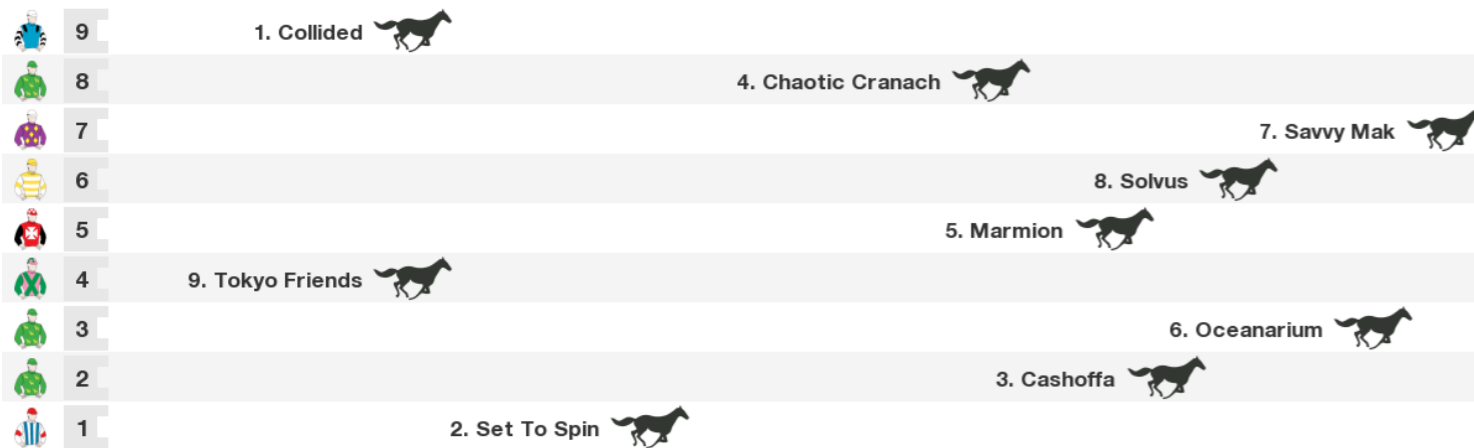 9 1. Collided
8 4. Chaotic Cranach
7 7. Savvy Mak
6 8. Solvus
5 5. Marmion
4 9. Tokyo Friends
3 6. Oceanarium
2 3. Cashoffa
1 2. Set To Spin